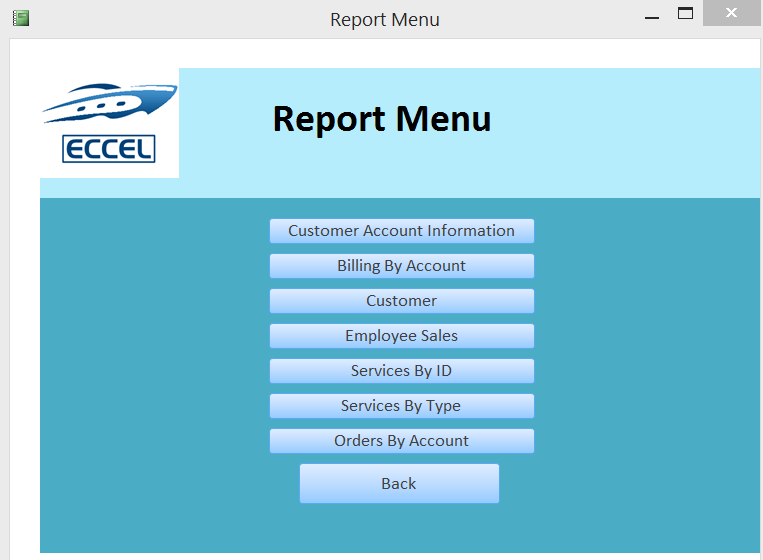 Report Menu
ECCEL
Report Menu
Customer Account Information
Billing By Account
Customer
Employee Sales
Services By ID
Services By Type
Orders By Account
Back